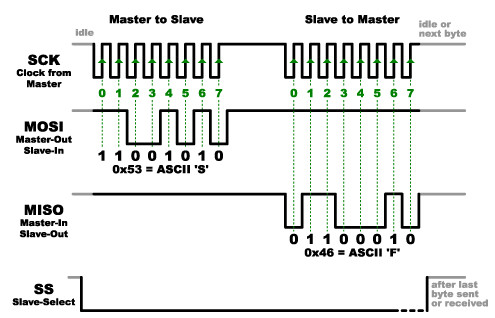 Master to Slave
Slave to Master
idle
idle or
next byte
SCK
Clock from
Master
0 1 2 3 4 5 6 7
0 1 2 3 4 5 6 7
MOSI
Master-Out
Slave-In
1 1 0 0 1 0 1 0
0x53 = ASCII 'S'
MISO
Master-In
Slave-Out
0 1 1 0 0 0 1 0
0x46 = ASCII 'F'
SS
Slave-Select
after last
byte sent
or received